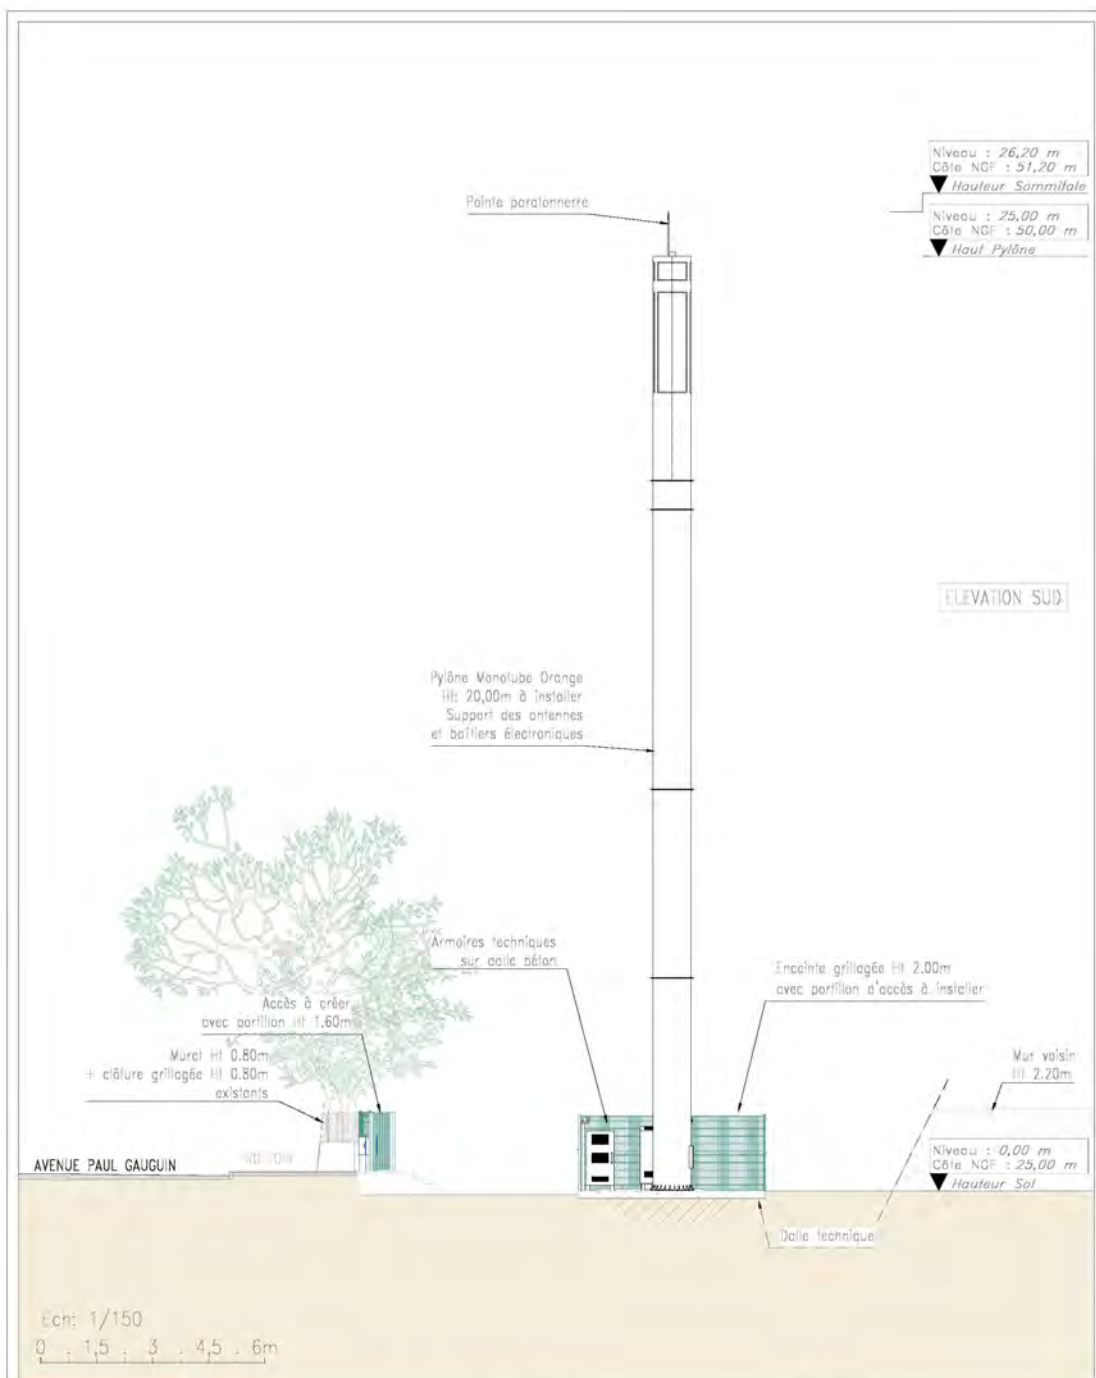 Niveau : 26,20 m
Côte NGF : 51,20 m
Hauteur Sommitale
Niveau : 25,00 m
Côte NGF : 50,00 m
Haut Pylône
Pointe paratonnerre
ELEVATION SUD
Pylône Monotube Orange
Ht: 20,00m à installer
Support des antennes
et boîtiers électroniques
Armoires techniques
sur dalle béton
Enceinte grillagée Ht 2.00m
avec portillon d'accès à installer
Accès à créer
avec portillon Ht 1.60m
Muret Ht 0.80m
+ clôture grillagée Ht 0.80m
existants
Mur voisin
Ht 2.20m
AVENUE PAUL GAUGUIN
Niveau : 0,00 m
Côte NGF : 25,00 m
Hauteur Sol
Dalle technique
Ech: 1/150
0 . 1,5 . 3 . 4,5 . 6m